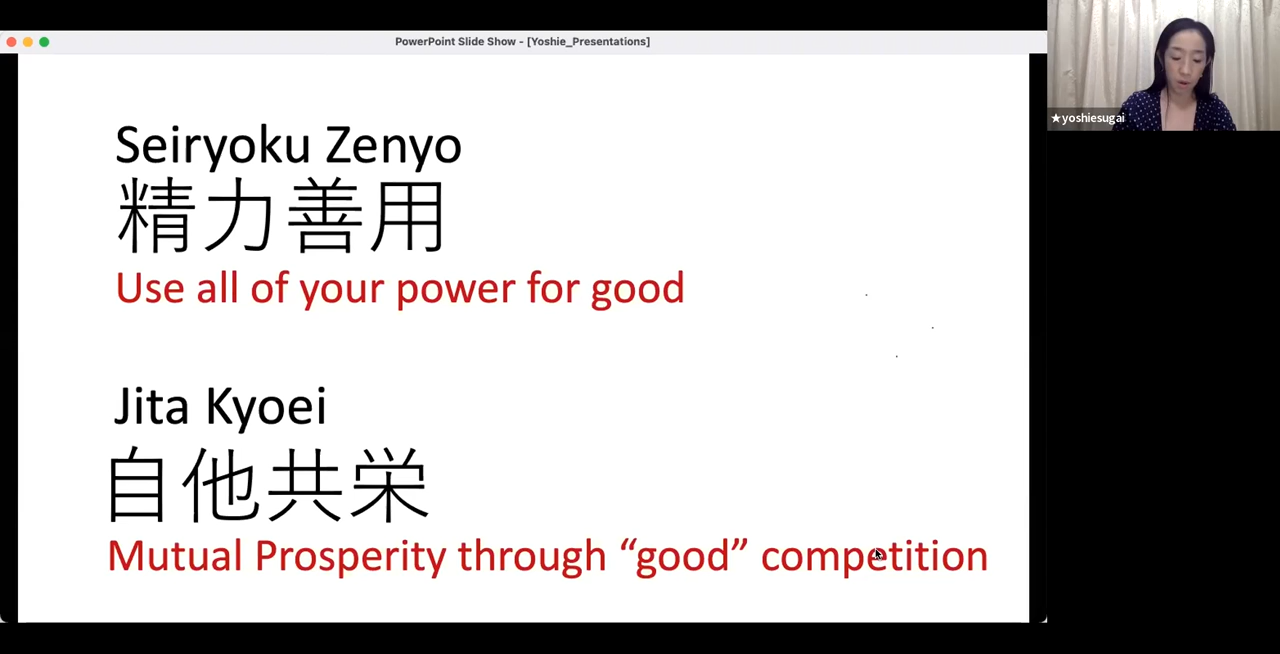 PowerPoint Slide Show - [Yoshie_Presentations]
Seiryoku Zenyo
精力善用
Use all of your power for good
Jita Kyoei
自他共栄
Mutual Prosperity through “good” competition
★yoshiesugai